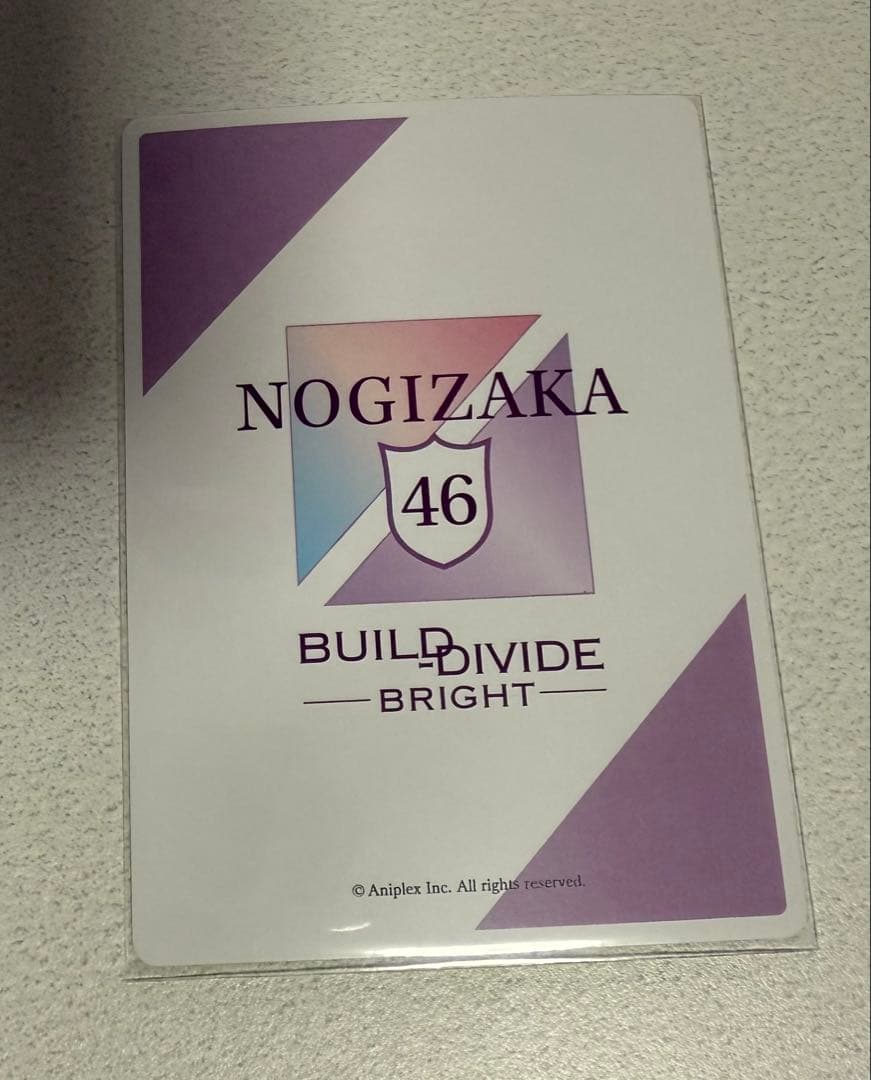 NOGIZAKA
46
BUILD-DIVIDE
BRIGHT
© Aniplex Inc. All rights reserved.